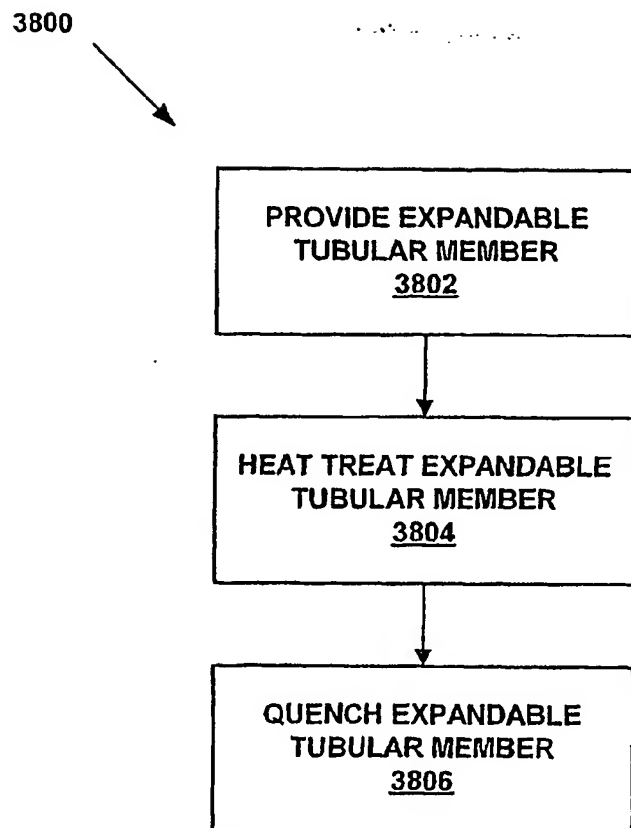 3800
PROVIDE EXPANDABLE
TUBULAR MEMBER
3802
HEAT TREAT EXPANDABLE
TUBULAR MEMBER
3804
QUENCH EXPANDABLE
TUBULAR MEMBER
3806